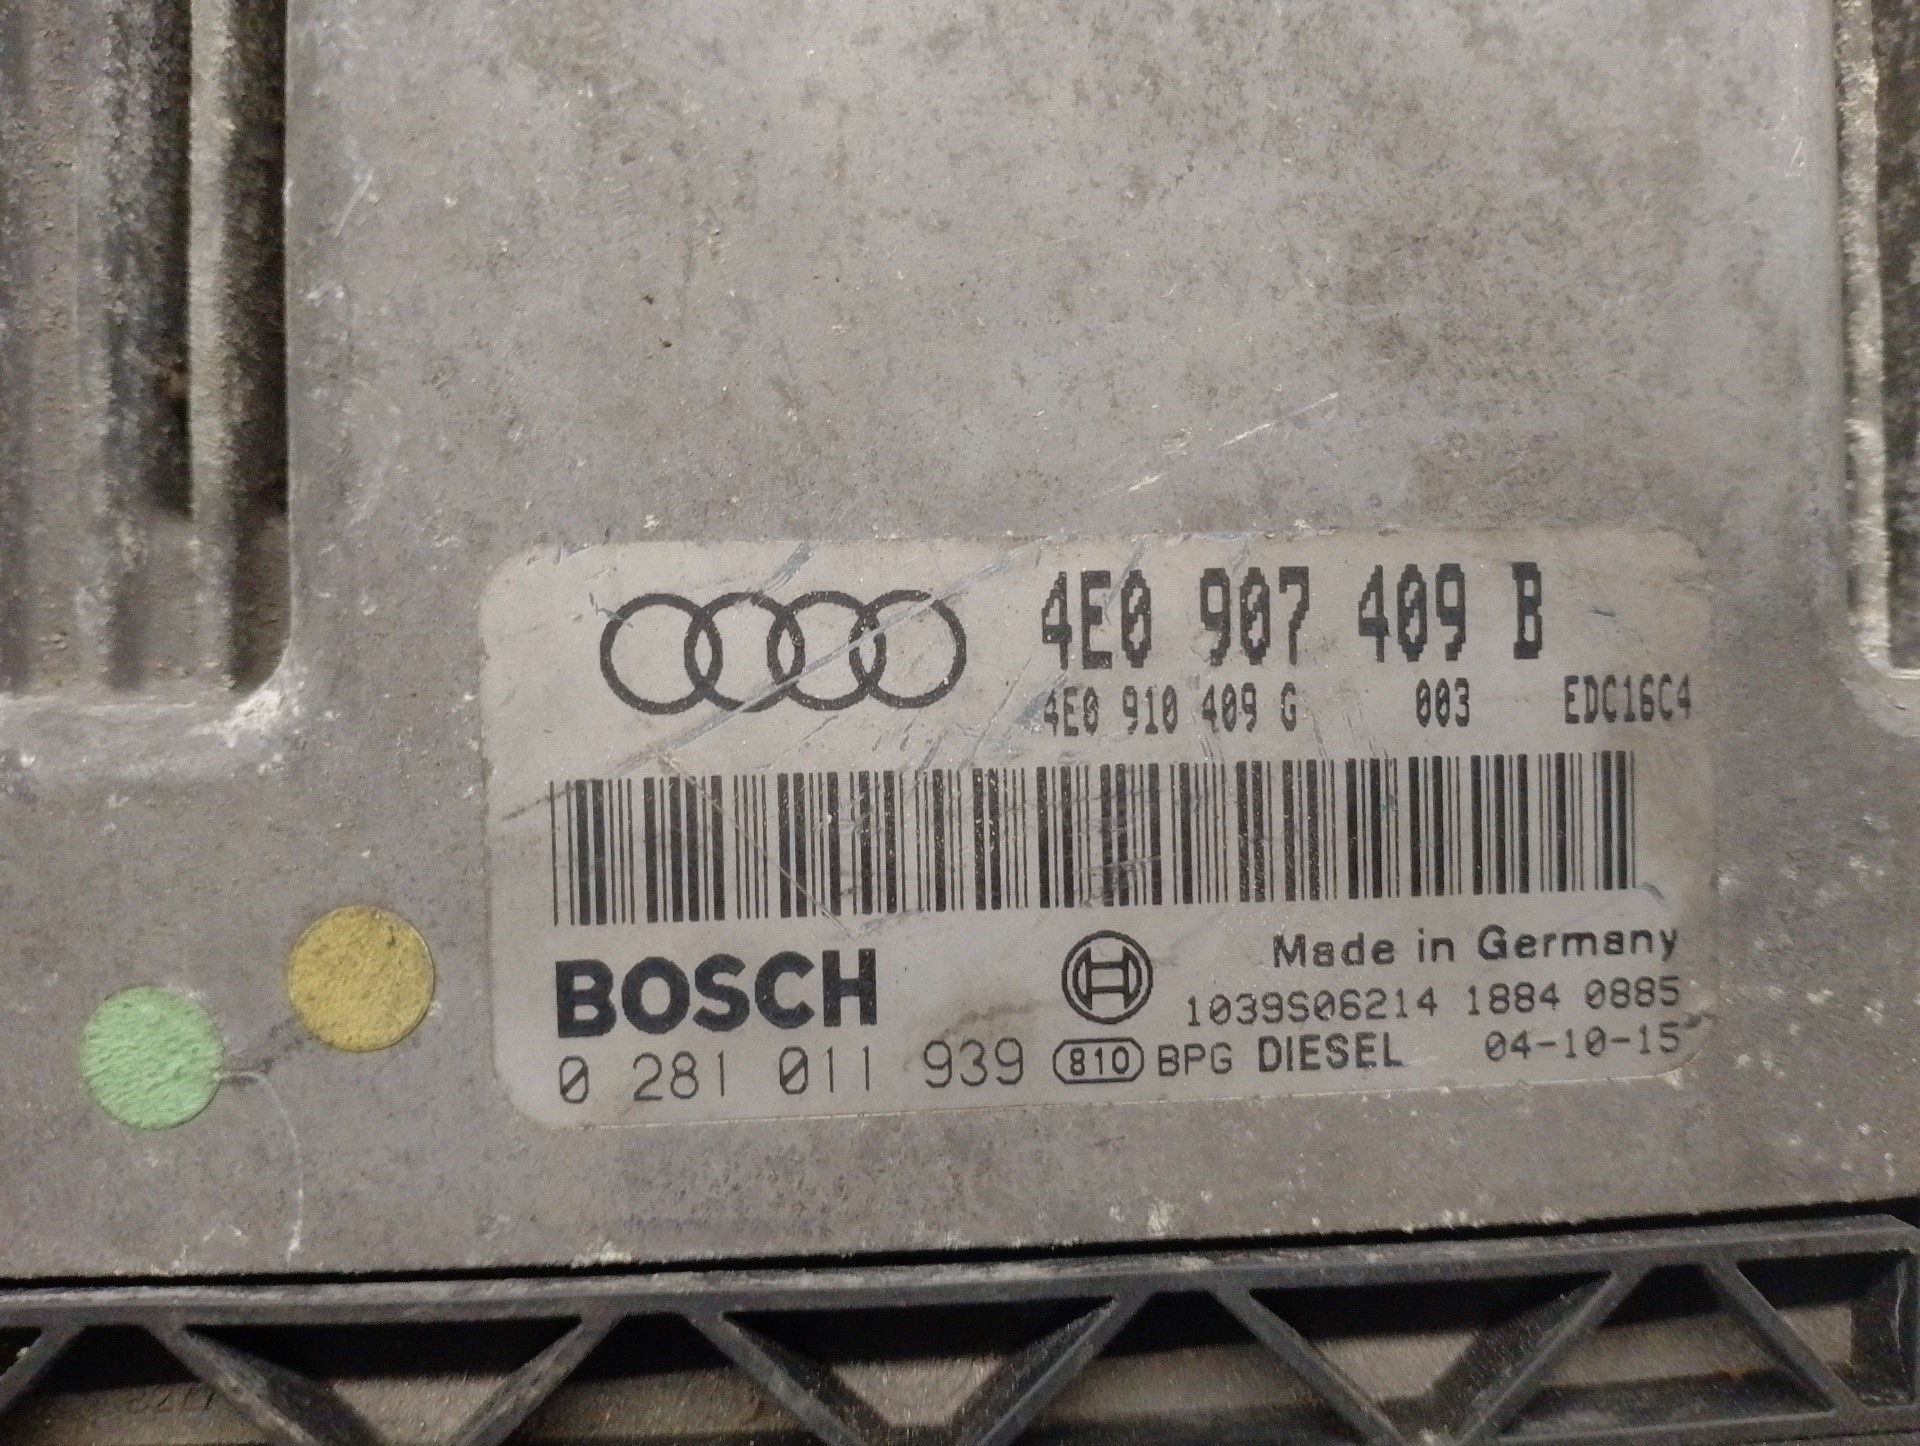 4E0 907 409 B
4E0 910 409 G 003 EDC16C4
BOSCH
Made in Germany
1039S06214 1884 0885
0 281 011 939 810 BPG DIESEL 04-10-15